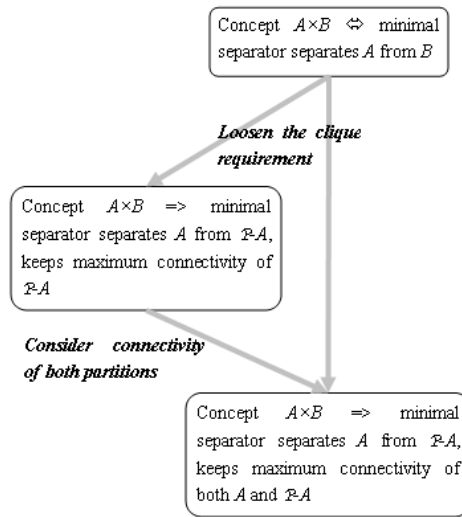 Concept A×B ⇔ minimal
separator separates A from B
Loosen the clique
requirement
Concept A×B => minimal
separator separates A from P-A,
keeps maximum connectivity of
P-A
Consider connectivity
of both partitions
Concept A×B => minimal
separator separates A from P-A,
keeps maximum connectivity of
both A and P-A